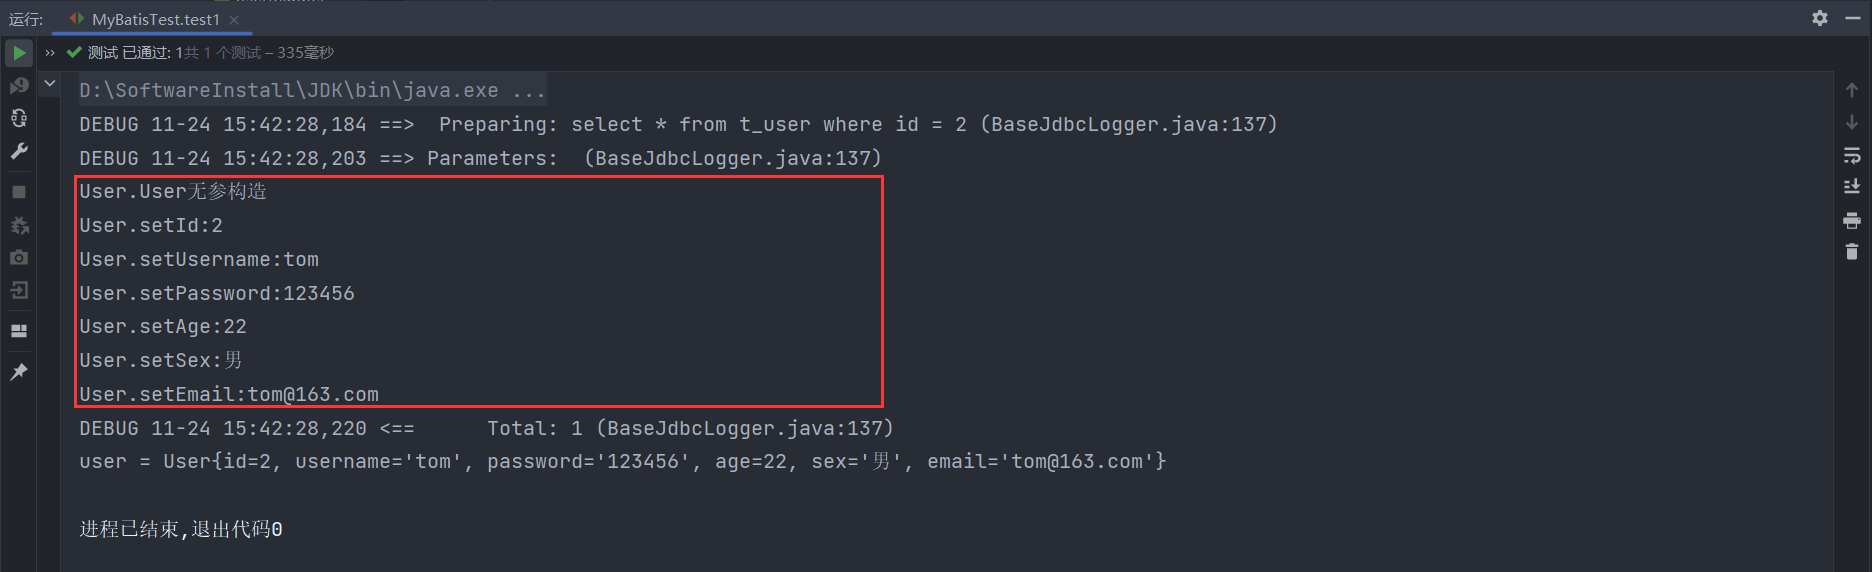 运行: MyBatisTest.test1
测试 已通过: 1共 1 个测试 – 335毫秒
D:\SoftwareInstall\JDK\bin\java.exe ...
DEBUG 11-24 15:42:28,184 ==>  Preparing: select * from t_user where id = 2 (BaseJdbcLogger.java:137)
DEBUG 11-24 15:42:28,203 ==> Parameters:  (BaseJdbcLogger.java:137)
User.User无参构造
User.setId:2
User.setUsername:tom
User.setPassword:123456
User.setAge:22
User.setSex:男
User.setEmail:tom@163.com
DEBUG 11-24 15:42:28,220 <==      Total: 1 (BaseJdbcLogger.java:137)
user = User{id=2, username='tom', password='123456', age=22, sex='男', email='tom@163.com'}
进程已结束,退出代码0